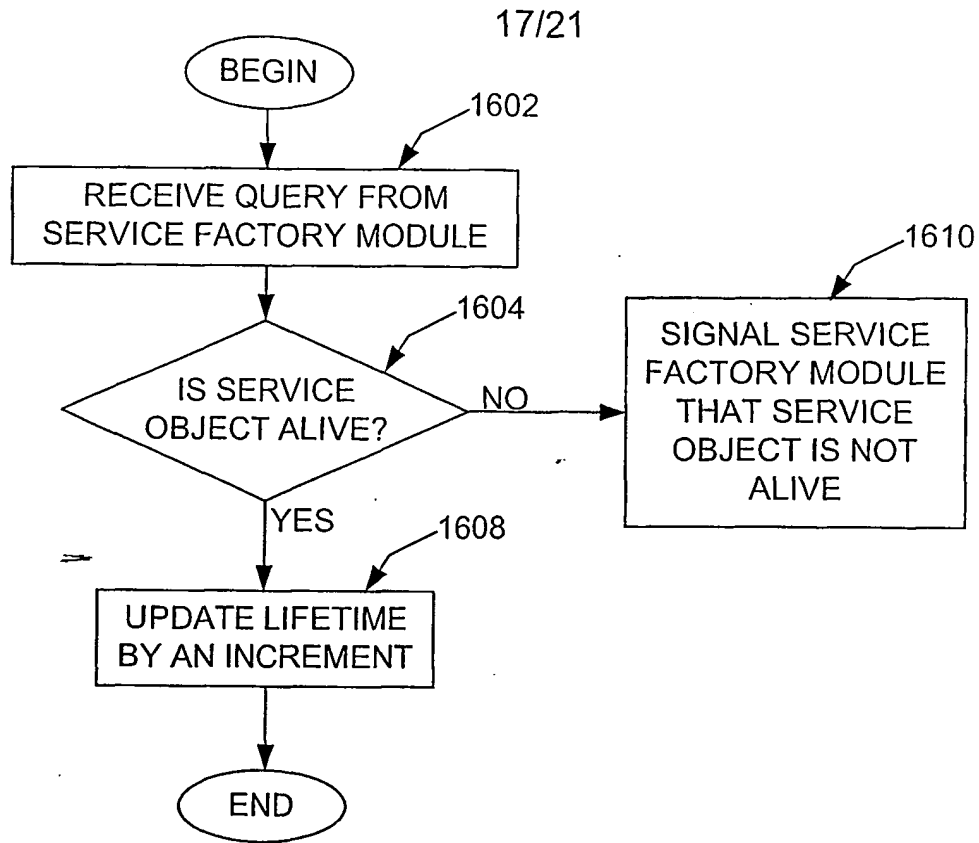 17/21
BEGIN
1602
RECEIVE QUERY FROM
SERVICE FACTORY MODULE
1604
IS SERVICE
OBJECT ALIVE?
NO
1610
SIGNAL SERVICE
FACTORY MODULE
THAT SERVICE
OBJECT IS NOT
ALIVE
YES
1608
UPDATE LIFETIME
BY AN INCREMENT
END